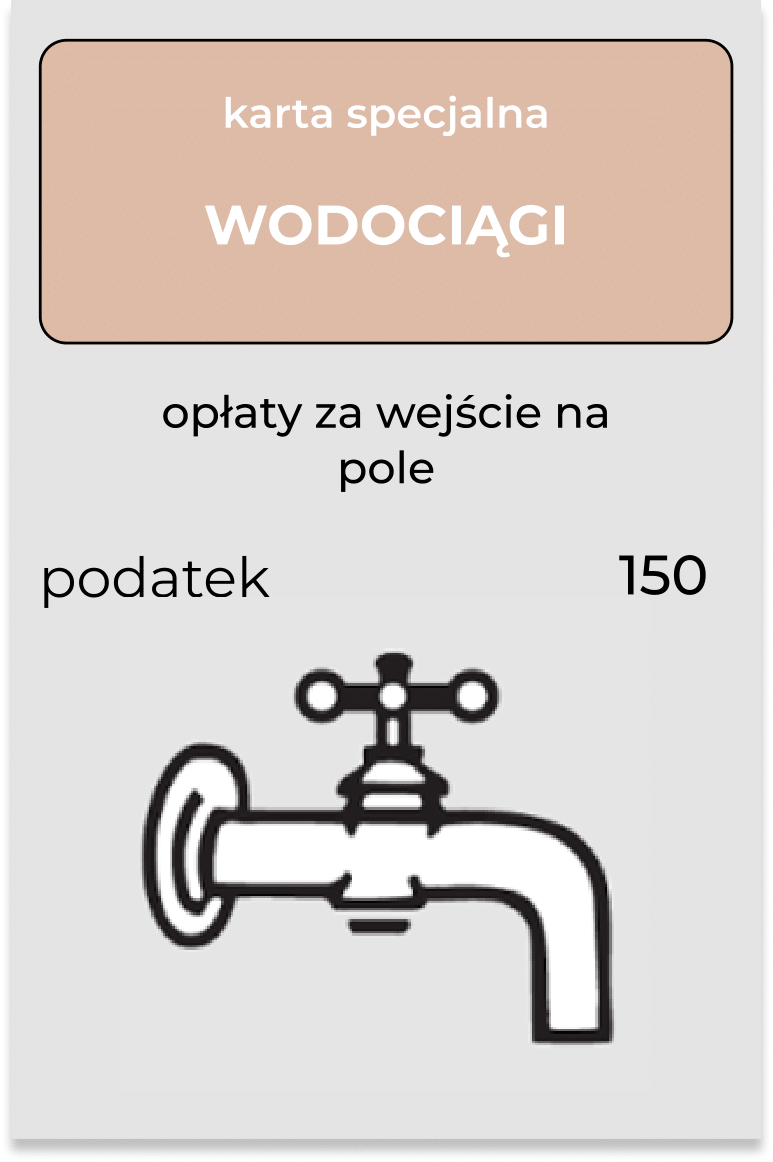 karta specjalna
WODOCIĄGI
opłaty za wejście na
pole
podatek 150